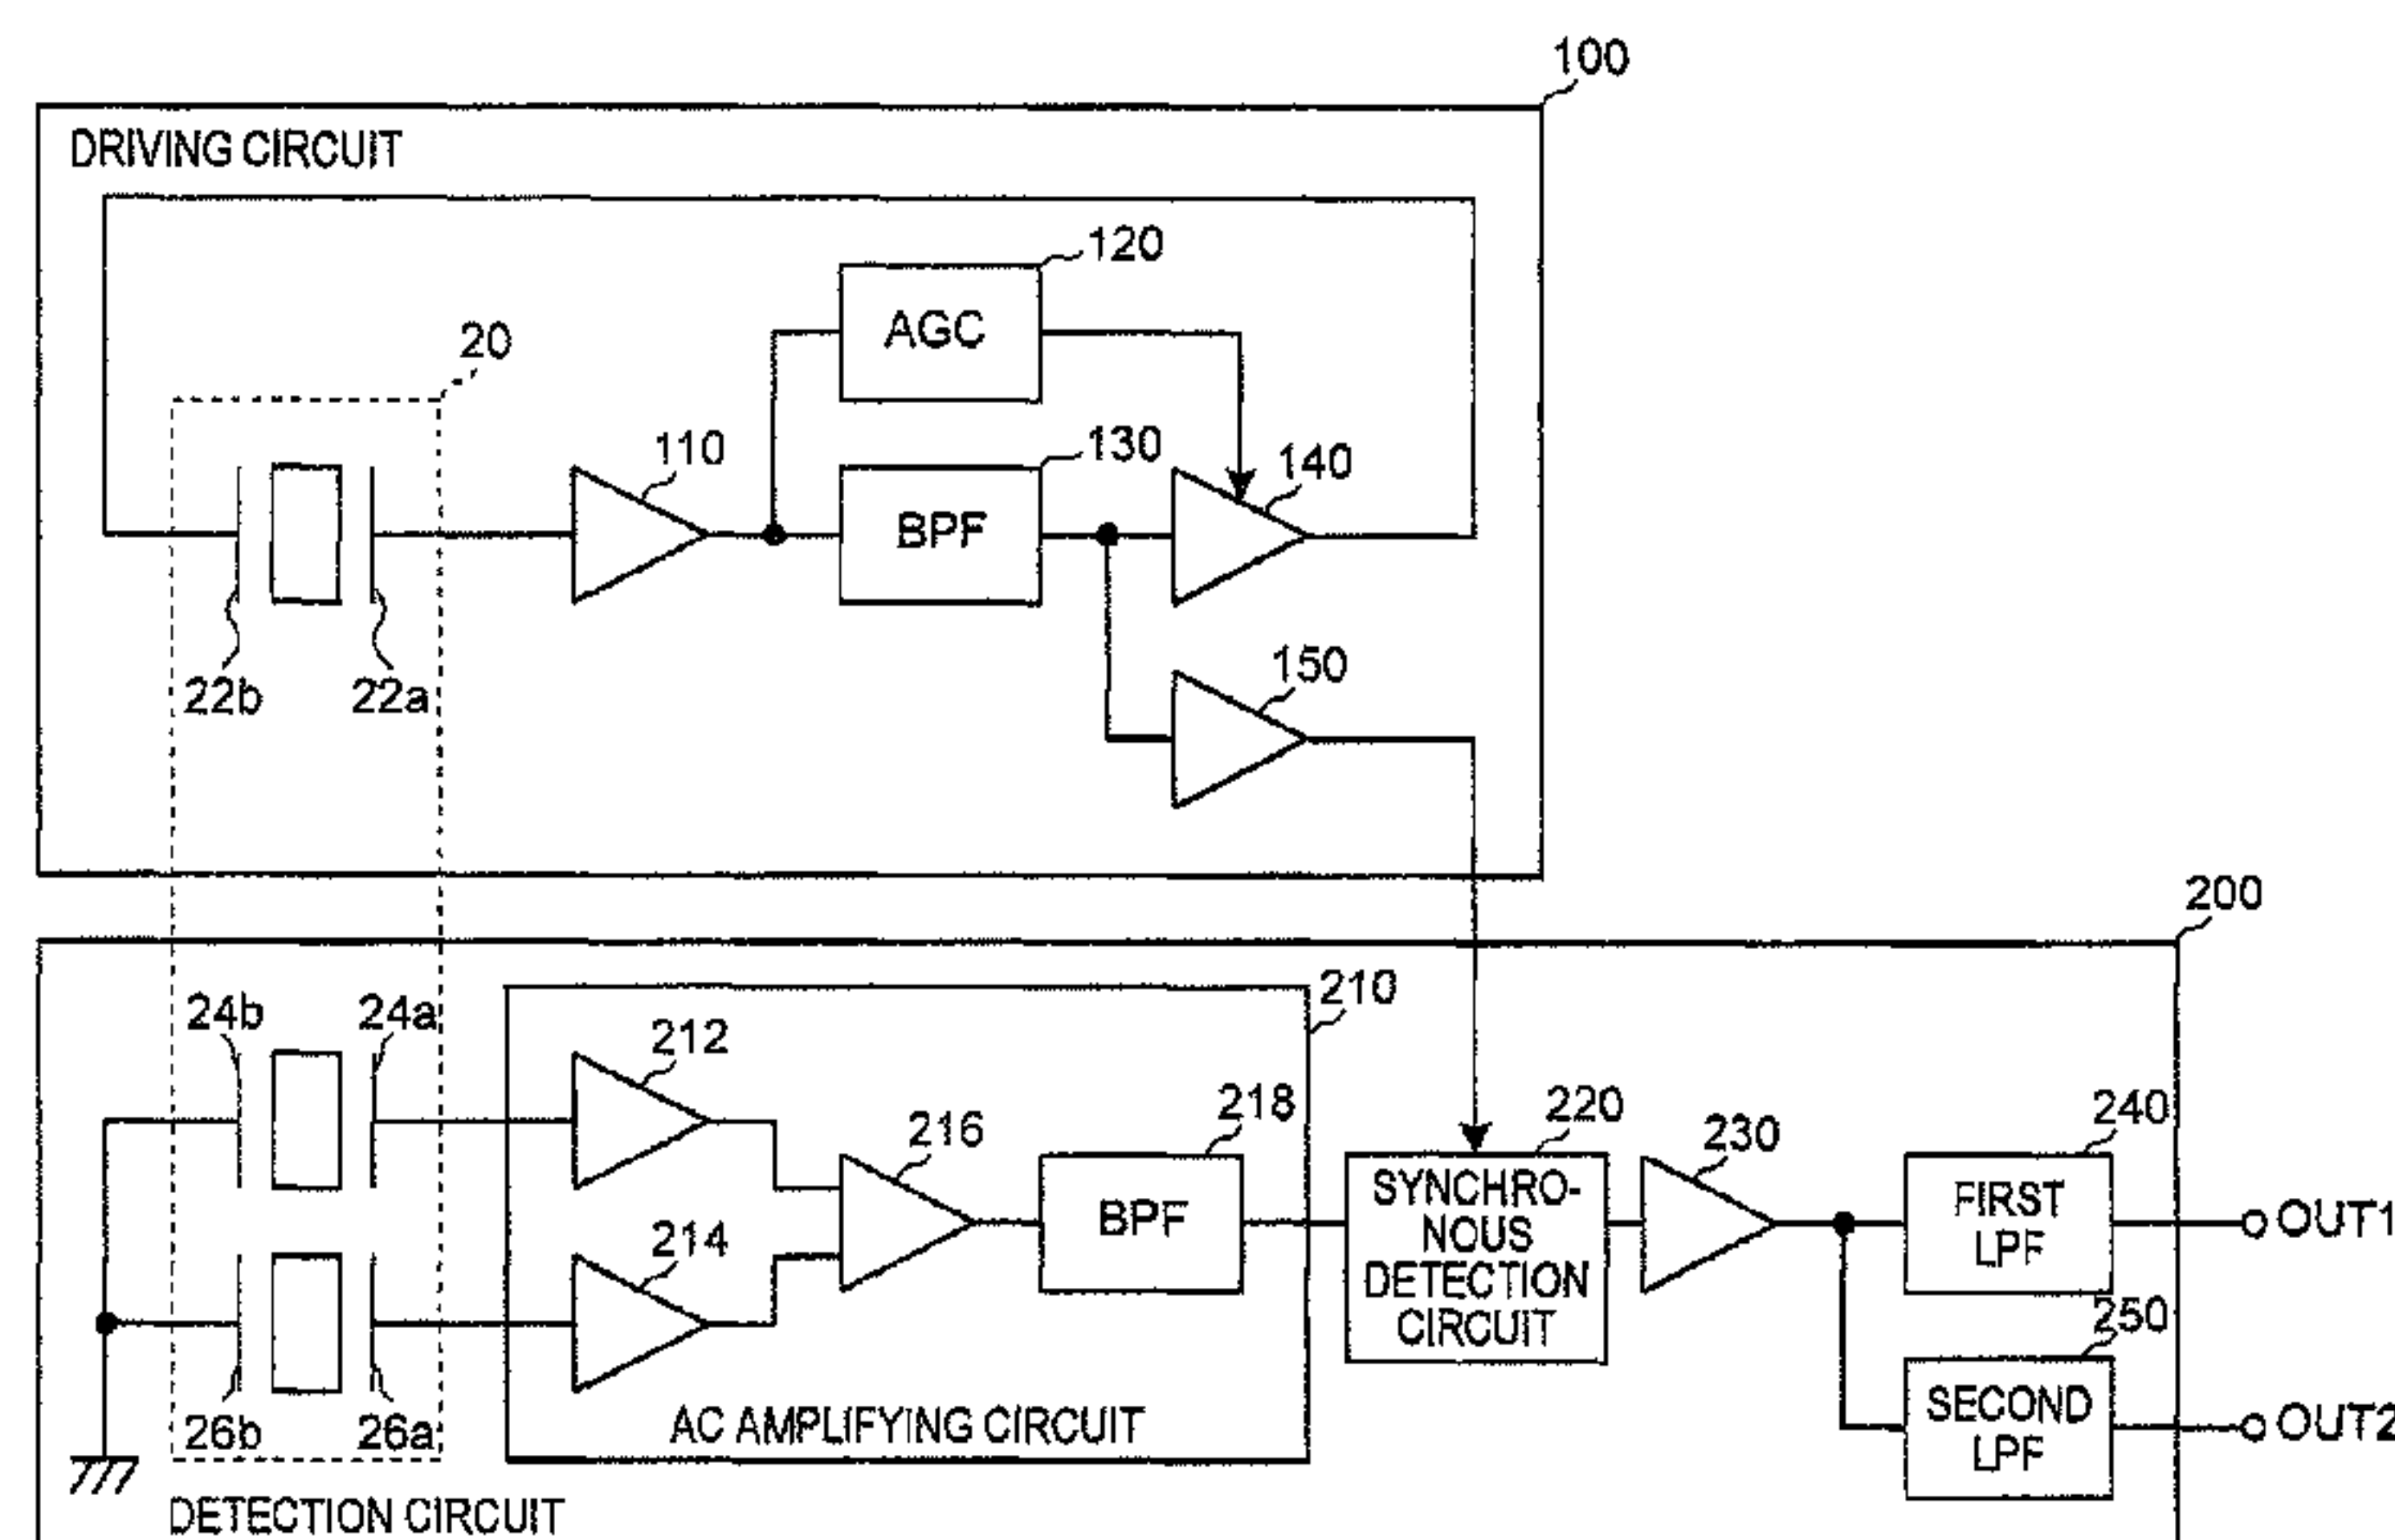 100
DRIVING CIRCUIT
120
AGC
20
110
130
BPF
140
22b
22a
150
200
24b
24a
210
212
214
216
218
BPF
220
SYNCHRO-
NOUS
DETECTION
CIRCUIT
230
240
FIRST
LPF
OUT1
250
SECOND
LPF
OUT2
26b
26a
AC AMPLIFYING CIRCUIT
DETECTION CIRCUIT